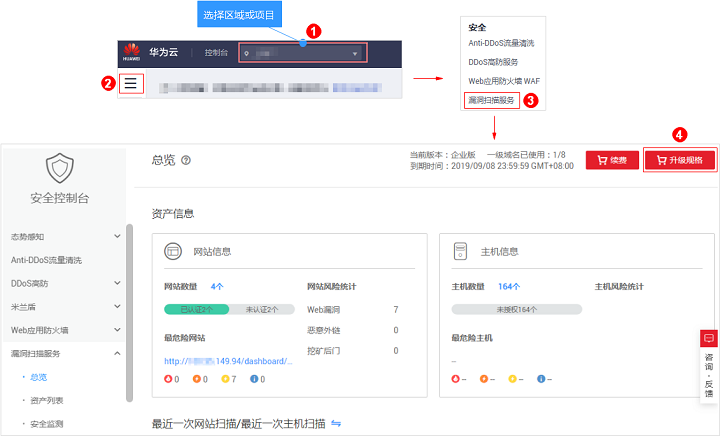 选择区域或项目
1
HUAWEI 华为云 控制台
2
安全
Anti-DDoS流量清洗
DDoS高防服务
Web应用防火墙 WAF
漏洞扫描服务 3
4
安全控制台
态势感知
Anti-DDoS流量清洗
DDoS高防
米兰盾
Web应用防火墙
漏洞扫描服务
总览
资产列表
安全监测
总览
当前版本：企业版 一级域名已使用：1/8
到期时间：2019/09/08 23:59:59 GMT+08:00
续费
升级规格
资产信息
网站信息
网站数量 4个
已认证2个 未认证2个
最危险网站
http:// 149.94/dashboard/...
0 0 7 0
网站风险统计
Web漏洞 7
恶意外链 0
挖矿后门 0
主机信息
主机数量 164个
未授权164个
最危险主机
--
-- -- -- --
主机风险统计
咨询·反馈
最近一次网站扫描/最近一次主机扫描